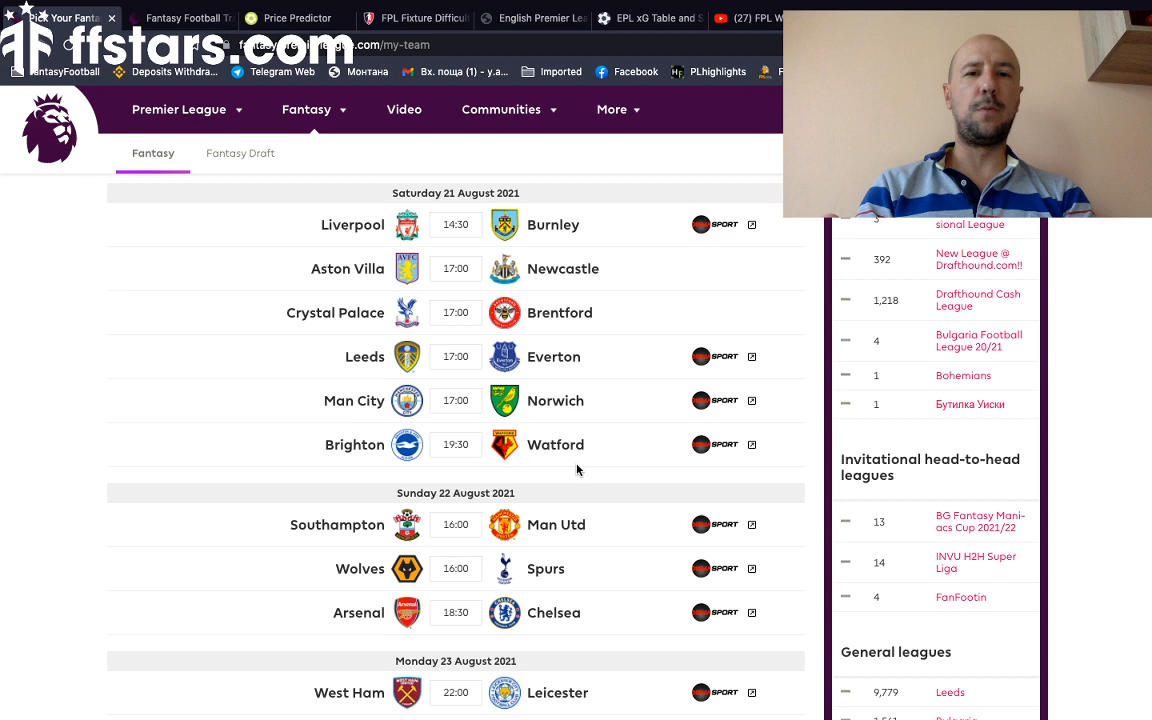 Fantasy Football Tr
Price Predictor
FPL Fixture Difficul
English Premier Lea
EPL xG Table and S
(27) FPL W
ffstars.com
.com/my-team
FantasyFootball
Deposits Withdra...
Telegram Web
Монтана
Вх. поща (1) - y.a...
Imported
Facebook
PLhighlights
Premier League
Fantasy
Video
Communities
More
Fantasy
Fantasy Draft
Saturday 21 August 2021
Liverpool 14:30 Burnley SPORT
Aston Villa 17:00 Newcastle
Crystal Palace 17:00 Brentford
Leeds 17:00 Everton SPORT
Man City 17:00 Norwich SPORT
Brighton 19:30 Watford SPORT
Sunday 22 August 2021
Southampton 16:00 Man Utd SPORT
Wolves 16:00 Spurs SPORT
Arsenal 18:30 Chelsea SPORT
Monday 23 August 2021
West Ham 22:00 Leicester SPORT
sional League
392 New League @
Drafthound.com!!
1,218 Drafthound Cash
League
4 Bulgaria Football
League 20/21
1 Bohemians
1 Бутилка Уиски
Invitational head-to-head
leagues
13 BG Fantasy Mani-
acs Cup 2021/22
14 INVU H2H Super
Liga
4 FanFootin
General leagues
9,779 Leeds